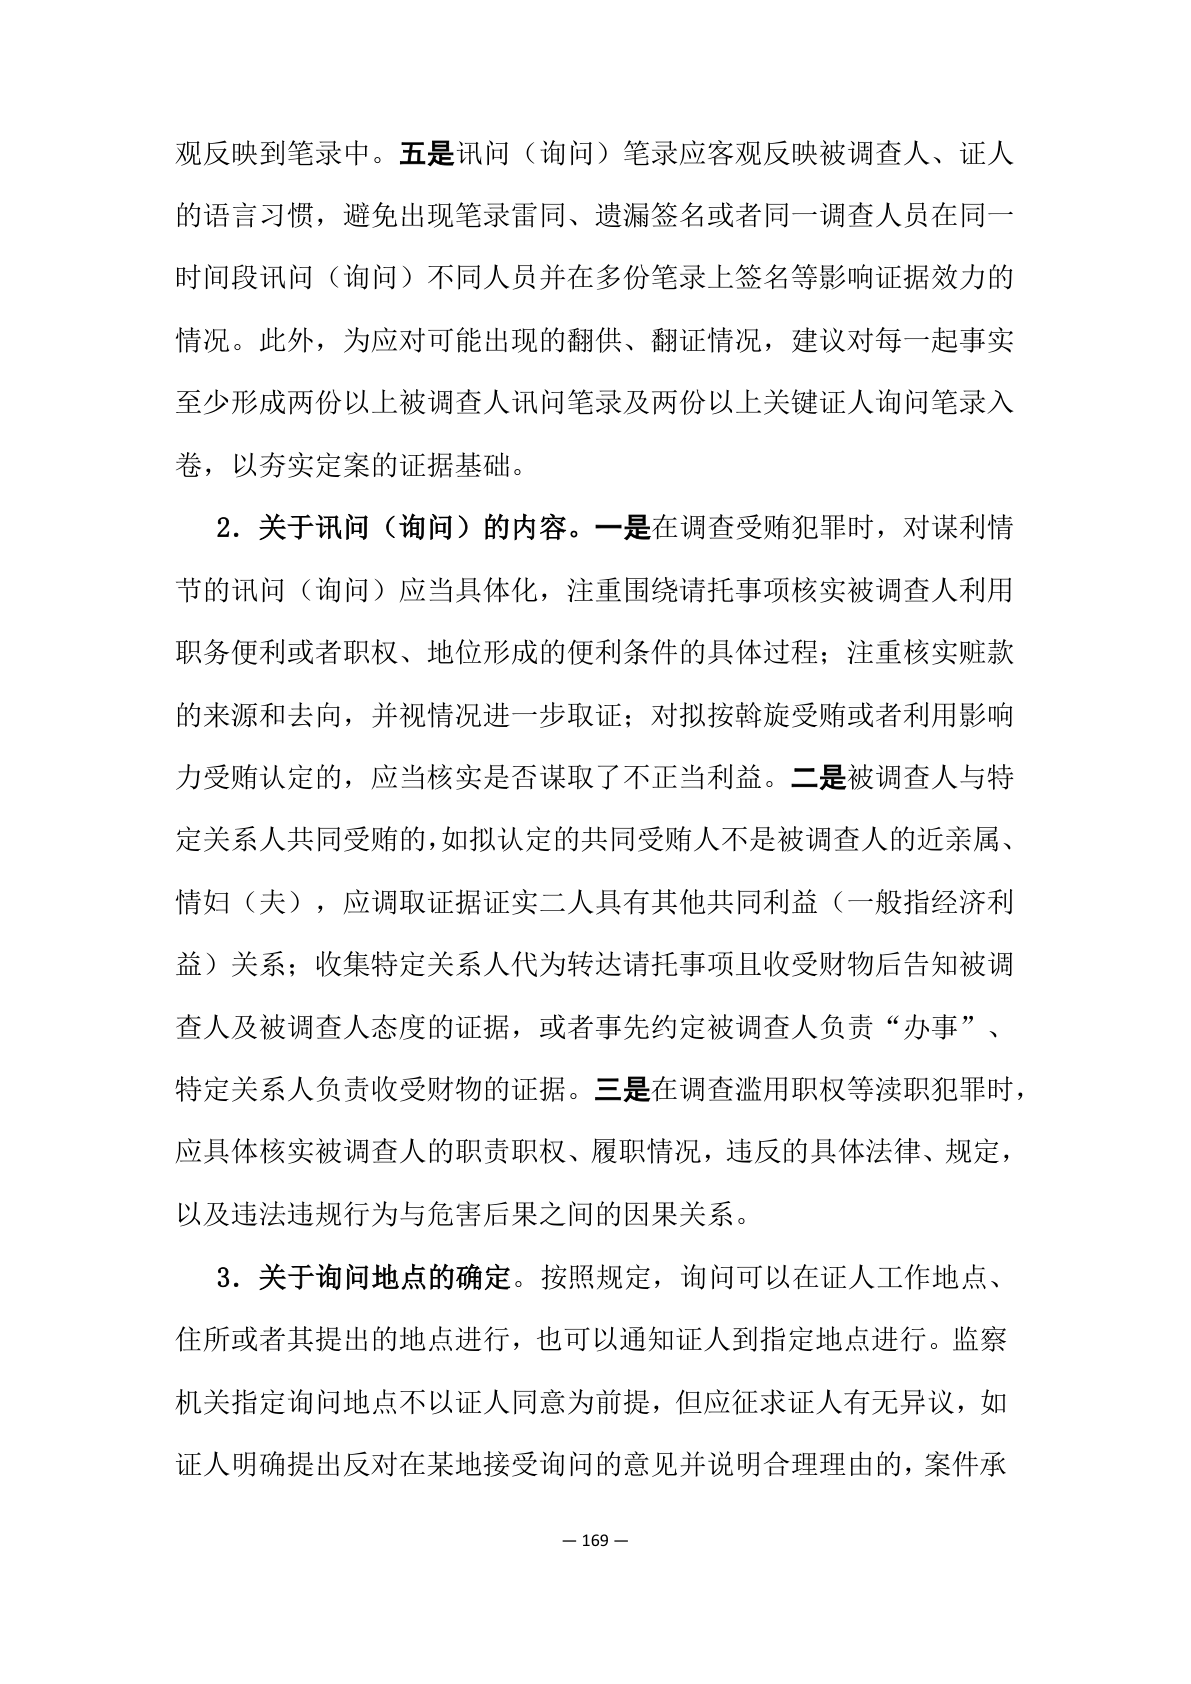 观反映到笔录中。五是讯问（询问）笔录应客观反映被调查人、证人
的语言习惯，避免出现笔录雷同、遗漏签名或者同一调查人员在同一
时间段讯问（询问）不同人员并在多份笔录上签名等影响证据效力的
情况。此外，为应对可能出现的翻供、翻证情况，建议对每一起事实
至少形成两份以上被调查人讯问笔录及两份以上关键证人询问笔录入
卷，以夯实定案的证据基础。
2．关于讯问（询问）的内容。一是在调查受贿犯罪时，对谋利情
节的讯问（询问）应当具体化，注重围绕请托事项核实被调查人利用
职务便利或者职权、地位形成的便利条件的具体过程；注重核实赃款
的来源和去向，并视情况进一步取证；对拟按斡旋受贿或者利用影响
力受贿认定的，应当核实是否谋取了不正当利益。二是被调查人与特
定关系人共同受贿的，如拟认定的共同受贿人不是被调查人的近亲属、
情妇（夫），应调取证据证实二人具有其他共同利益（一般指经济利
益）关系；收集特定关系人代为转达请托事项且收受财物后告知被调
查人及被调查人态度的证据，或者事先约定被调查人负责“办事”、
特定关系人负责收受财物的证据。三是在调查滥用职权等渎职犯罪时，
应具体核实被调查人的职责职权、履职情况，违反的具体法律、规定，
以及违法违规行为与危害后果之间的因果关系。
3．关于询问地点的确定。按照规定，询问可以在证人工作地点、
住所或者其提出的地点进行，也可以通知证人到指定地点进行。监察
机关指定询问地点不以证人同意为前提，但应征求证人有无异议，如
证人明确提出反对在某地接受询问的意见并说明合理理由的，案件承
— 169 —